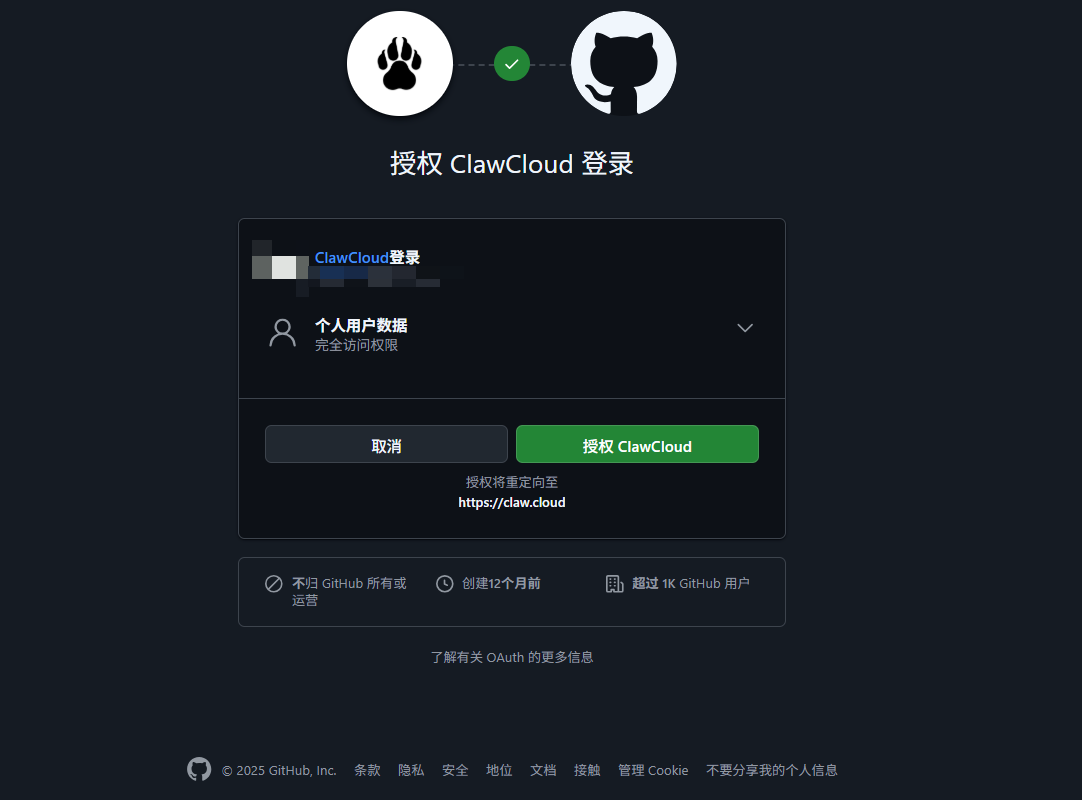 授权 ClawCloud 登录
ClawCloud登录
个人用户数据
完全访问权限
取消
授权 ClawCloud
授权将重定向至
https://claw.cloud
不归 GitHub 所有或
运营
创建12个月前
超过 1K GitHub 用户
了解有关 OAuth 的更多信息
© 2025 GitHub, Inc. 条款 隐私 安全 地位 文档 接触 管理 Cookie 不要分享我的个人信息